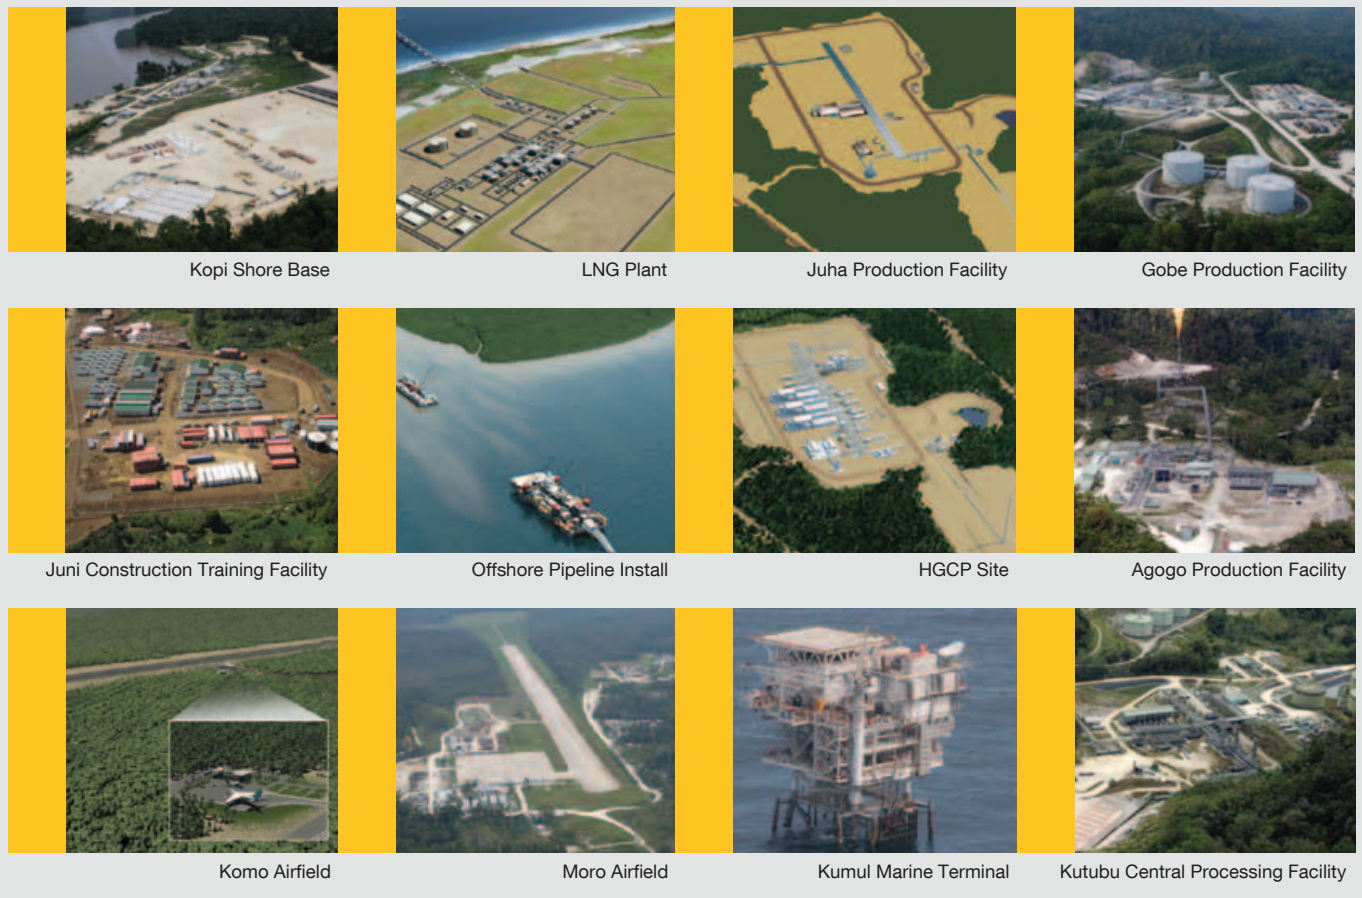 Kopi Shore Base
LNG Plant
Juha Production Facility
Gobe Production Facility
Juni Construction Training Facility
Offshore Pipeline Install
HGCP Site
Agogo Production Facility
Komo Airfield
Moro Airfield
Kumul Marine Terminal
Kutubu Central Processing Facility